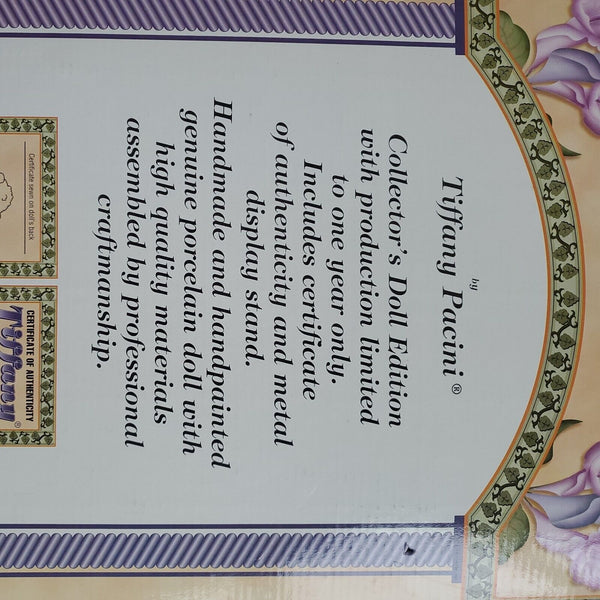 by
Tiffany Pacini®
Collector's Doll Edition
with production limited
to one year only.
Includes certificate
of authenticity and metal
display stand.
Handmade and handpainted
genuine porcelain doll with
high quality materials
assembled by professional
craftmanship.
Certificate sewn on doll's back
CERTIFICATE OF AUTHENTICITY
Tiffany®